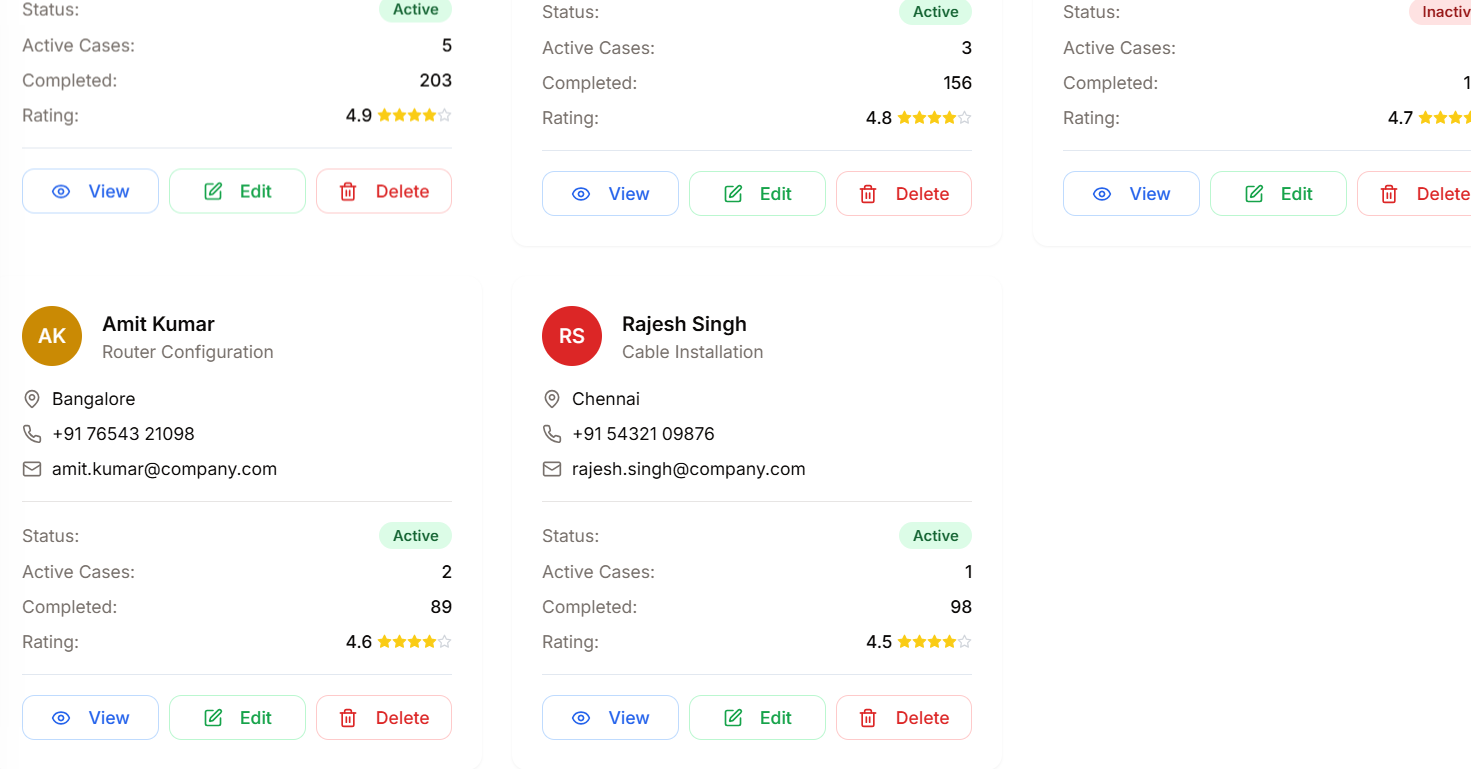 Status: Active
Active Cases: 5
Completed: 203
Rating: 4.9
View Edit Delete
Status: Active
Active Cases: 3
Completed: 156
Rating: 4.8
View Edit Delete
Status: Inactiv
Active Cases:
Completed: 1
Rating: 4.7
View Edit Delete
AK
Amit Kumar
Router Configuration
Bangalore
+91 76543 21098
amit.kumar@company.com
Status: Active
Active Cases: 2
Completed: 89
Rating: 4.6
View Edit Delete
RS
Rajesh Singh
Cable Installation
Chennai
+91 54321 09876
rajesh.singh@company.com
Status: Active
Active Cases: 1
Completed: 98
Rating: 4.5
View Edit Delete